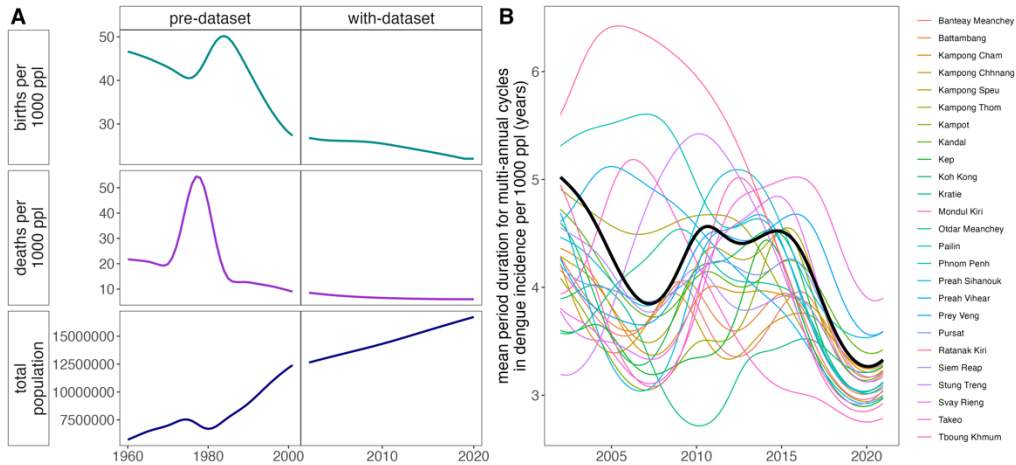 A
pre-dataset
with-dataset
births per
1000 ppl
50
40
30
deaths per
1000 ppl
50
40
30
20
10
total
population
15000000
12500000
10000000
7500000
1960
1980
2000
2020
B
mean period duration for multi-annual cycles
in dengue incidence per 1000 ppl (years)
6
5
4
3
2005
2010
2015
2020
Banteay Meanchey
Battambang
Kampong Cham
Kampong Chhnang
Kampong Speu
Kampong Thom
Kampot
Kandal
Kep
Koh Kong
Kratie
Mondul Kiri
Otdar Meanchey
Pailin
Phnom Penh
Preah Sihanouk
Preah Vihear
Prey Veng
Pursat
Ratanak Kiri
Siem Reap
Stung Treng
Svay Rieng
Takeo
Tboung Khmum